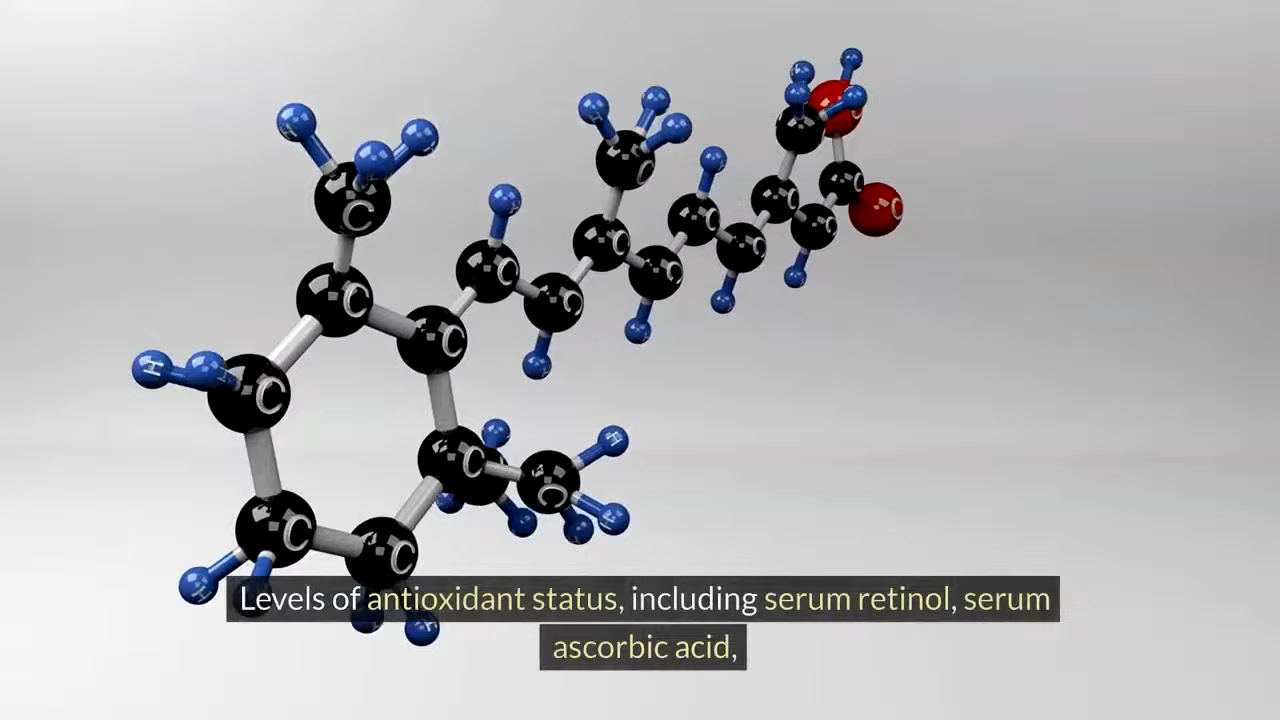 Levels of antioxidant status, including serum retinol, serum
ascorbic acid,